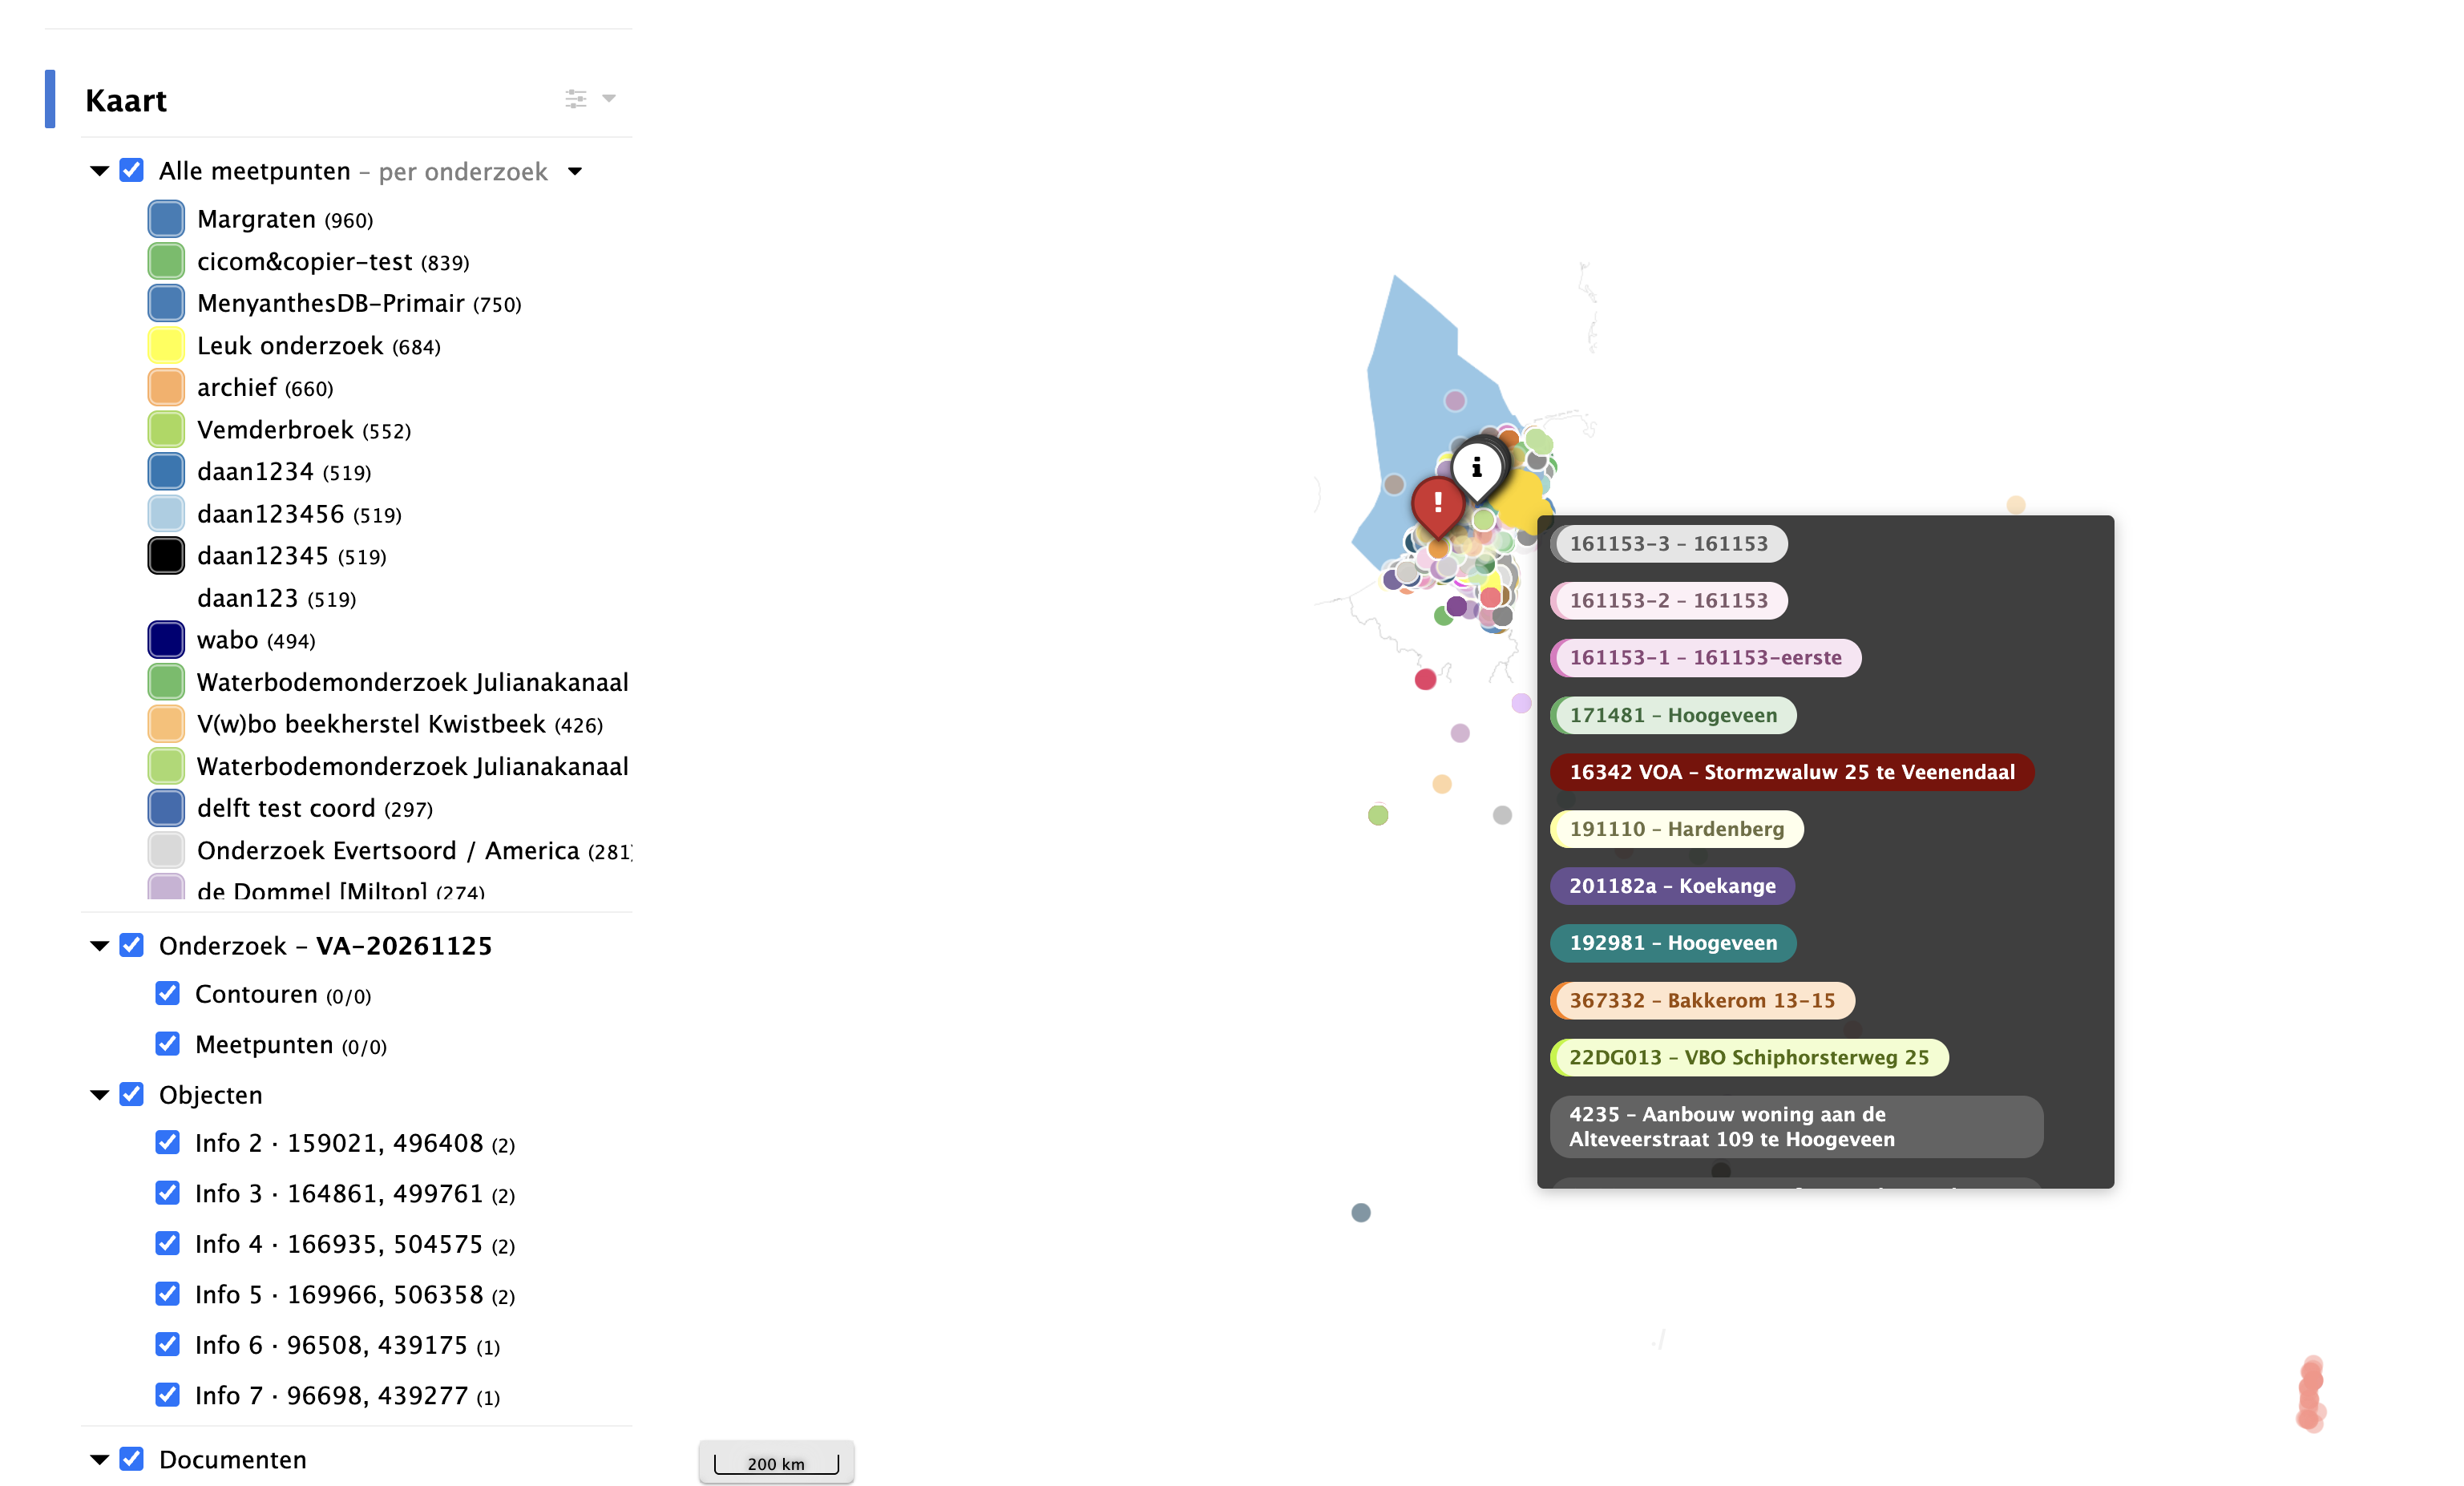 Kaart
Alle meetpunten – per onderzoek
Margraten (960)
cicom&copier-test (839)
MenyanthesDB-Primair (750)
Leuk onderzoek (684)
archief (660)
Vemderbroek (552)
daan1234 (519)
daan123456 (519)
daan12345 (519)
daan123 (519)
wabo (494)
Waterbodemonderzoek Julianakanaal
V(w)bo beekherstel Kwistbeek (426)
Waterbodemonderzoek Julianakanaal
delft test coord (297)
Onderzoek Evertsoord / America (281)
de Dommel [Miltop] (274)
Onderzoek – VA-20261125
Contouren (0/0)
Meetpunten (0/0)
Objecten
Info 2 · 159021, 496408 (2)
Info 3 · 164861, 499761 (2)
Info 4 · 166935, 504575 (2)
Info 5 · 169966, 506358 (2)
Info 6 · 96508, 439175 (1)
Info 7 · 96698, 439277 (1)
Documenten
200 km
i
!
161153-3 – 161153
161153-2 – 161153
161153-1 – 161153-eerste
171481 – Hoogeveen
16342 VOA – Stormzwaluw 25 te Veenendaal
191110 – Hardenberg
201182a – Koekange
192981 – Hoogeveen
367332 – Bakkerom 13-15
22DG013 – VBO Schiphorsterweg 25
4235 – Aanbouw woning aan de
Alteveerstraat 109 te Hoogeveen